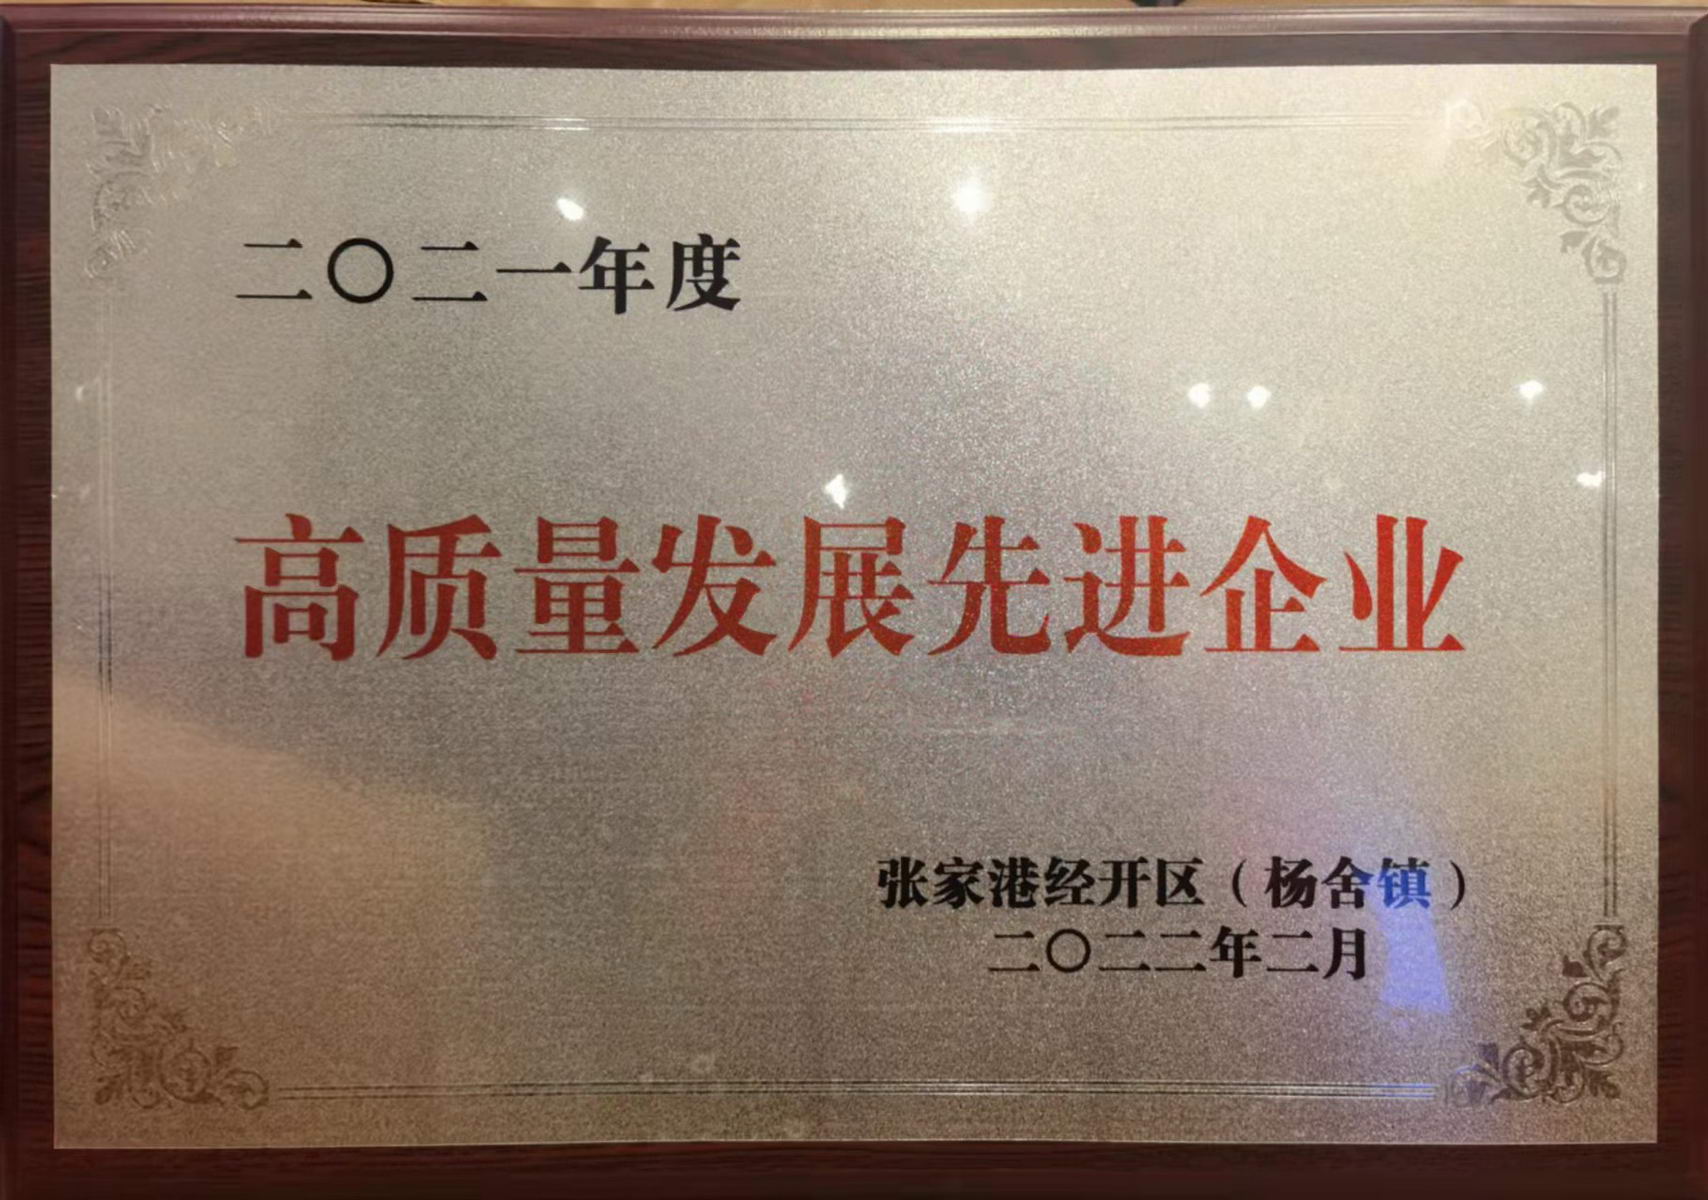 二〇二一年度
高质量发展先进企业
张家港经开区（杨舍镇）
二〇二二年二月